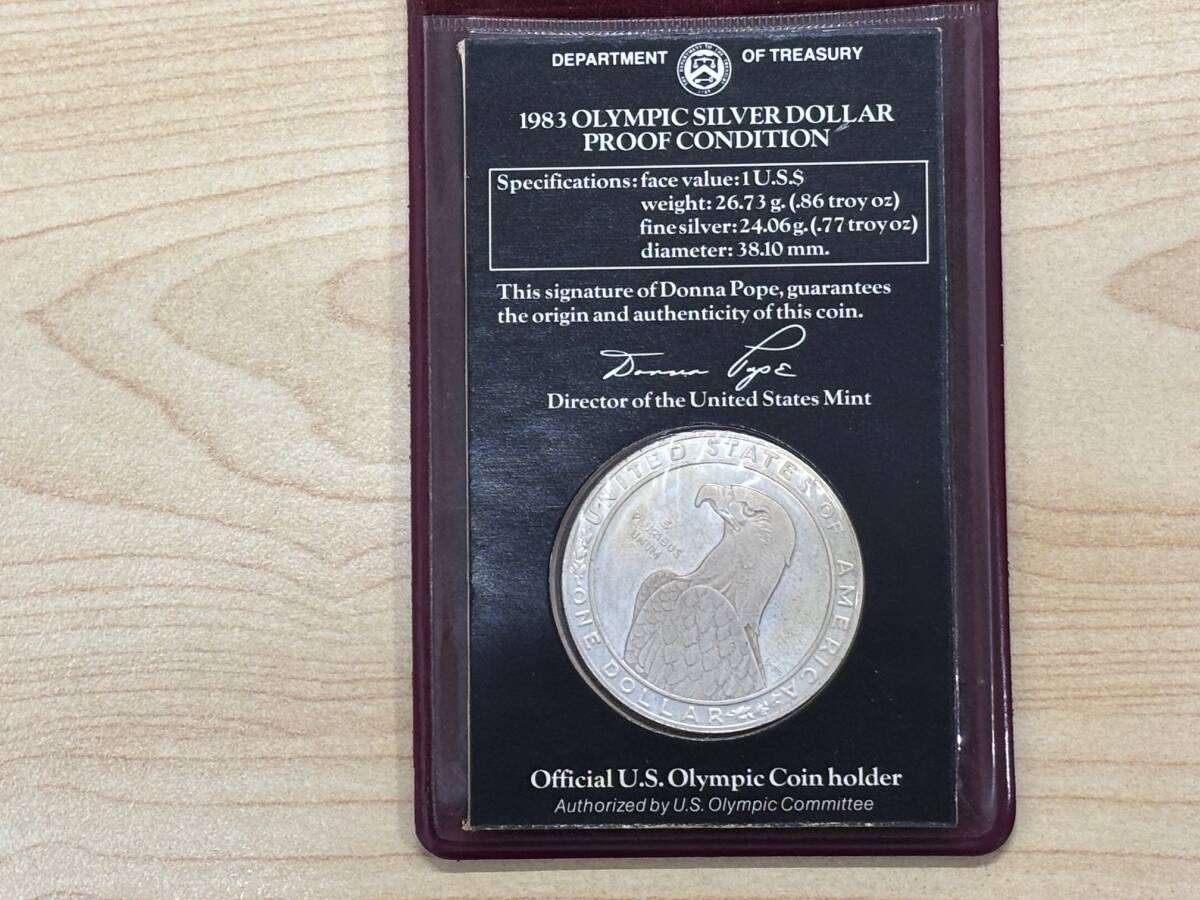 DEPARTMENT OF TREASURY
1983 OLYMPIC SILVER DOLLAR
PROOF CONDITION
Specifications: face value: 1 U.S.$
weight: 26.73 g. (.86 troy oz)
fine silver: 24.06 g. (.77 troy oz)
diameter: 38.10 mm.
This signature of Donna Pope, guarantees
the origin and authenticity of this coin.
Donna Pope
Director of the United States Mint
UNITED STATES OF AMERICA
E
PLURIBUS
UNUM
ONE DOLLAR
Official U.S. Olympic Coin holder
Authorized by U.S. Olympic Committee